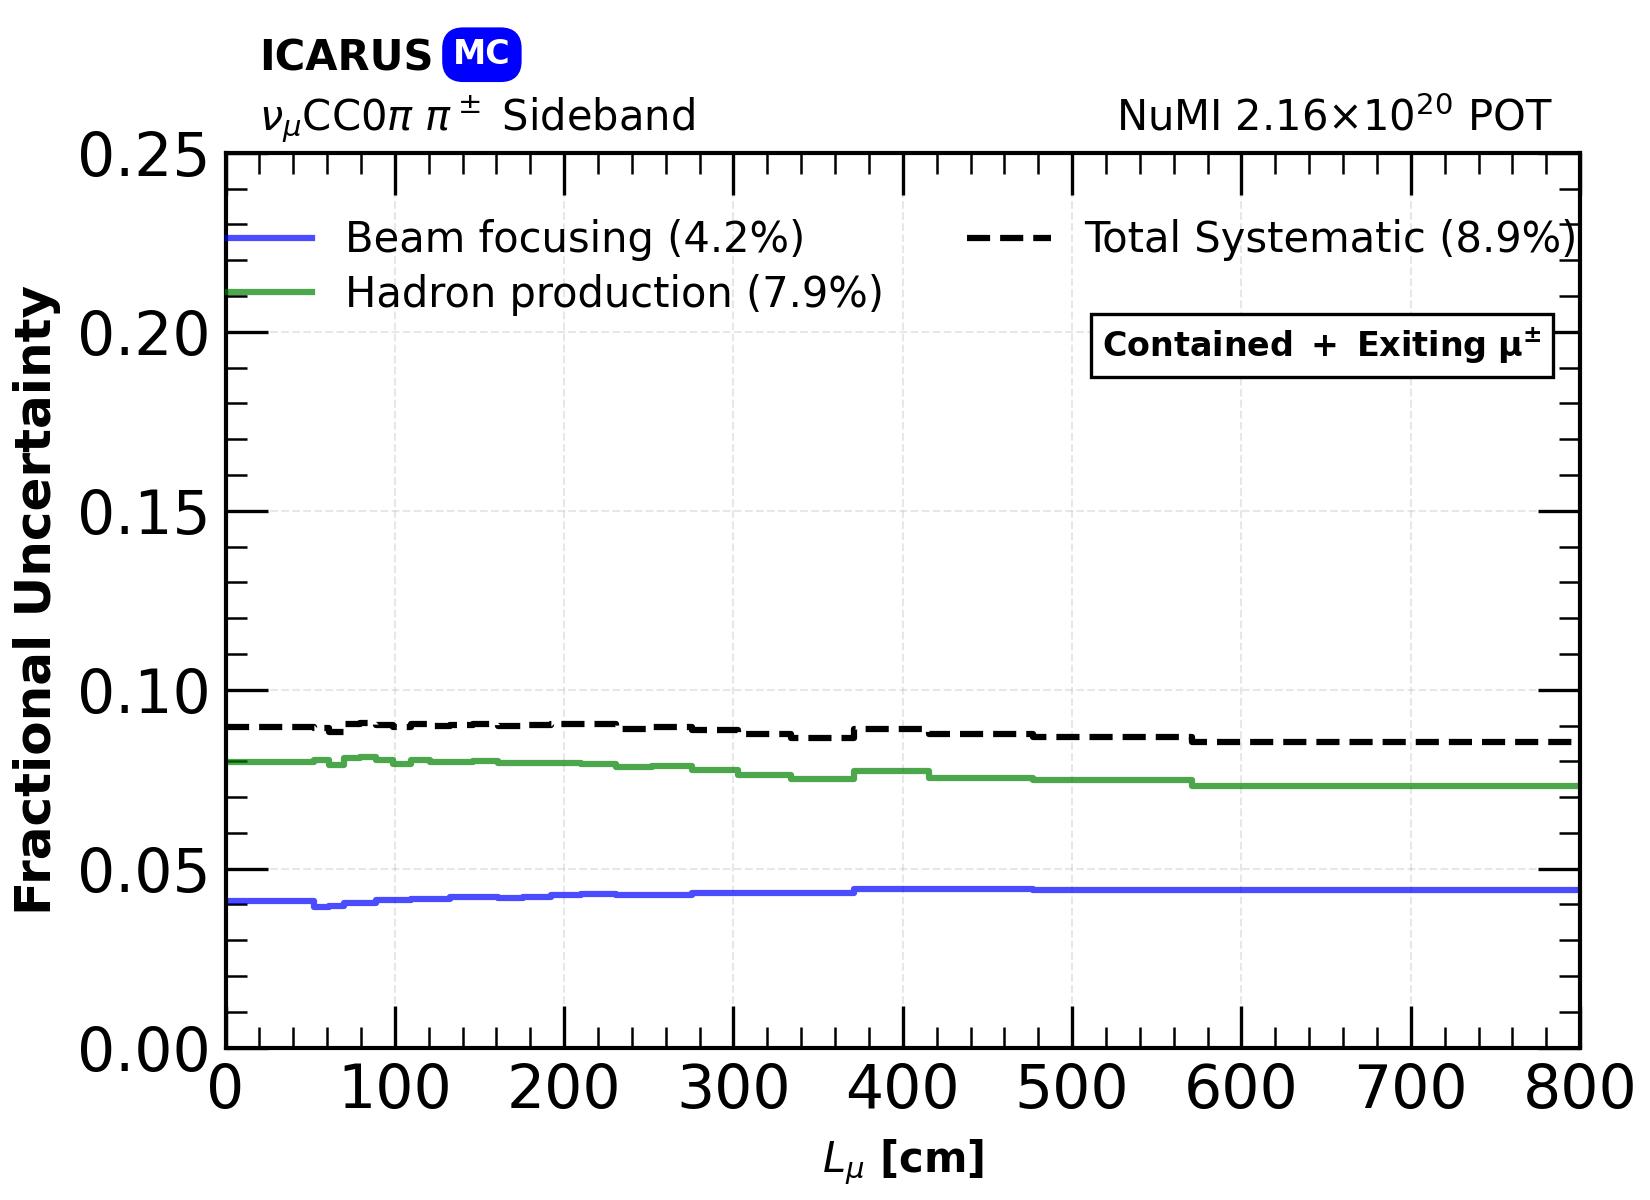 ICARUS MC
νμCC0π π± Sideband
NuMI 2.16×10²⁰ POT
Beam focusing (4.2%)
Hadron production (7.9%)
Total Systematic (8.9%)
Contained + Exiting μ±
Fractional Uncertainty
0.25
0.20
0.15
0.10
0.05
0.00
0 100 200 300 400 500 600 700 800
Lμ [cm]